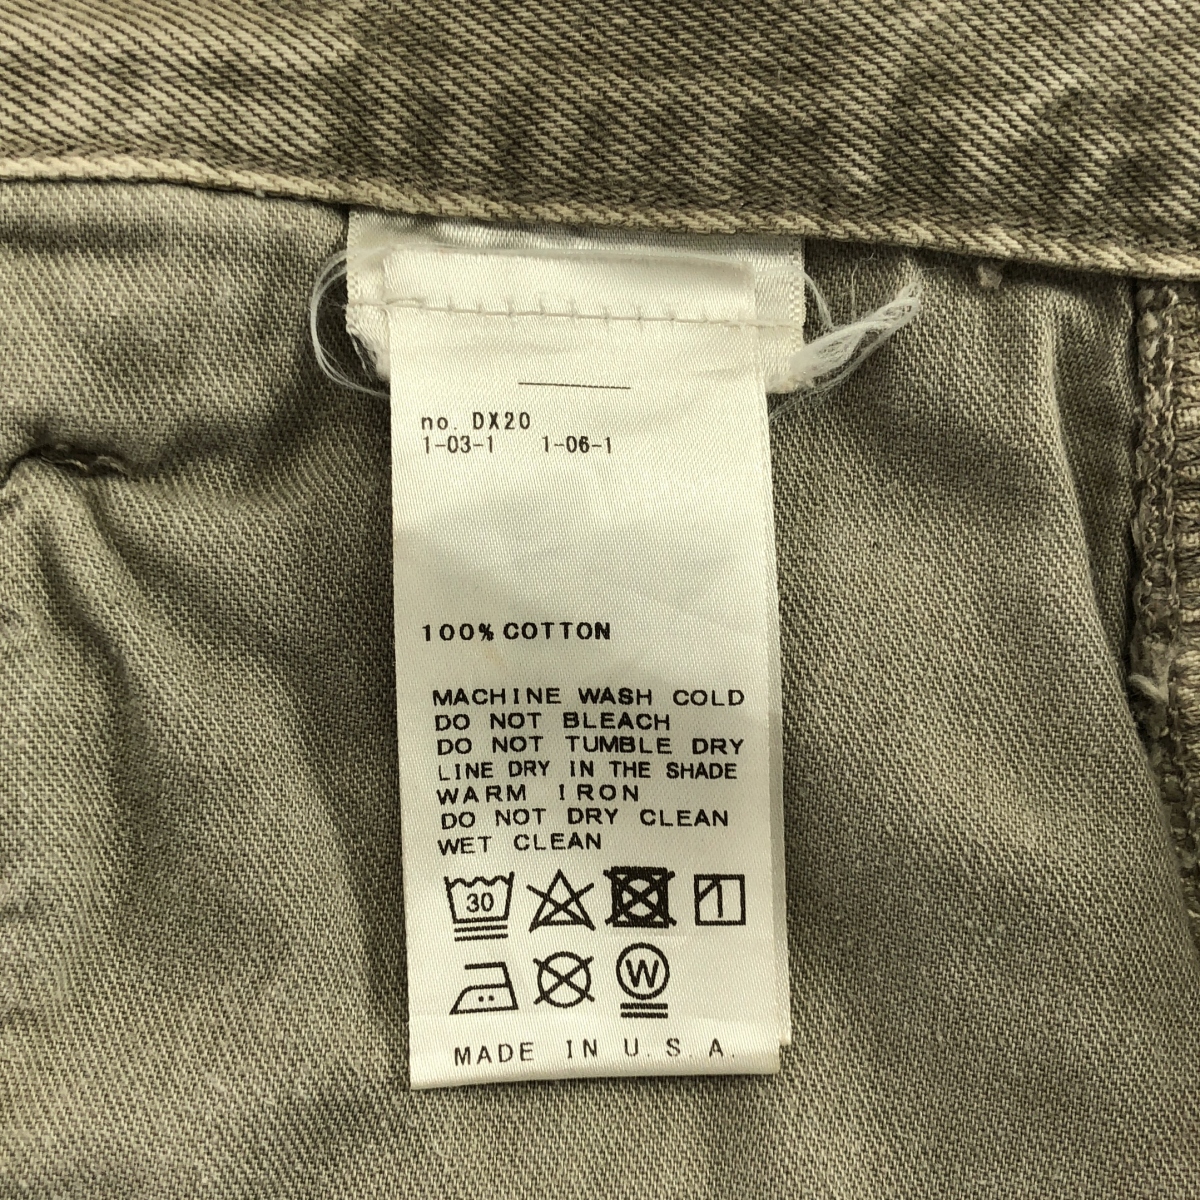 no. DX20
1-03-1 1-06-1
100% COTTON
MACHINE WASH COLD
DO NOT BLEACH
DO NOT TUMBLE DRY
LINE DRY IN THE SHADE
WARM IRON
DO NOT DRY CLEAN
WET CLEAN
30
W
MADE IN U.S.A.